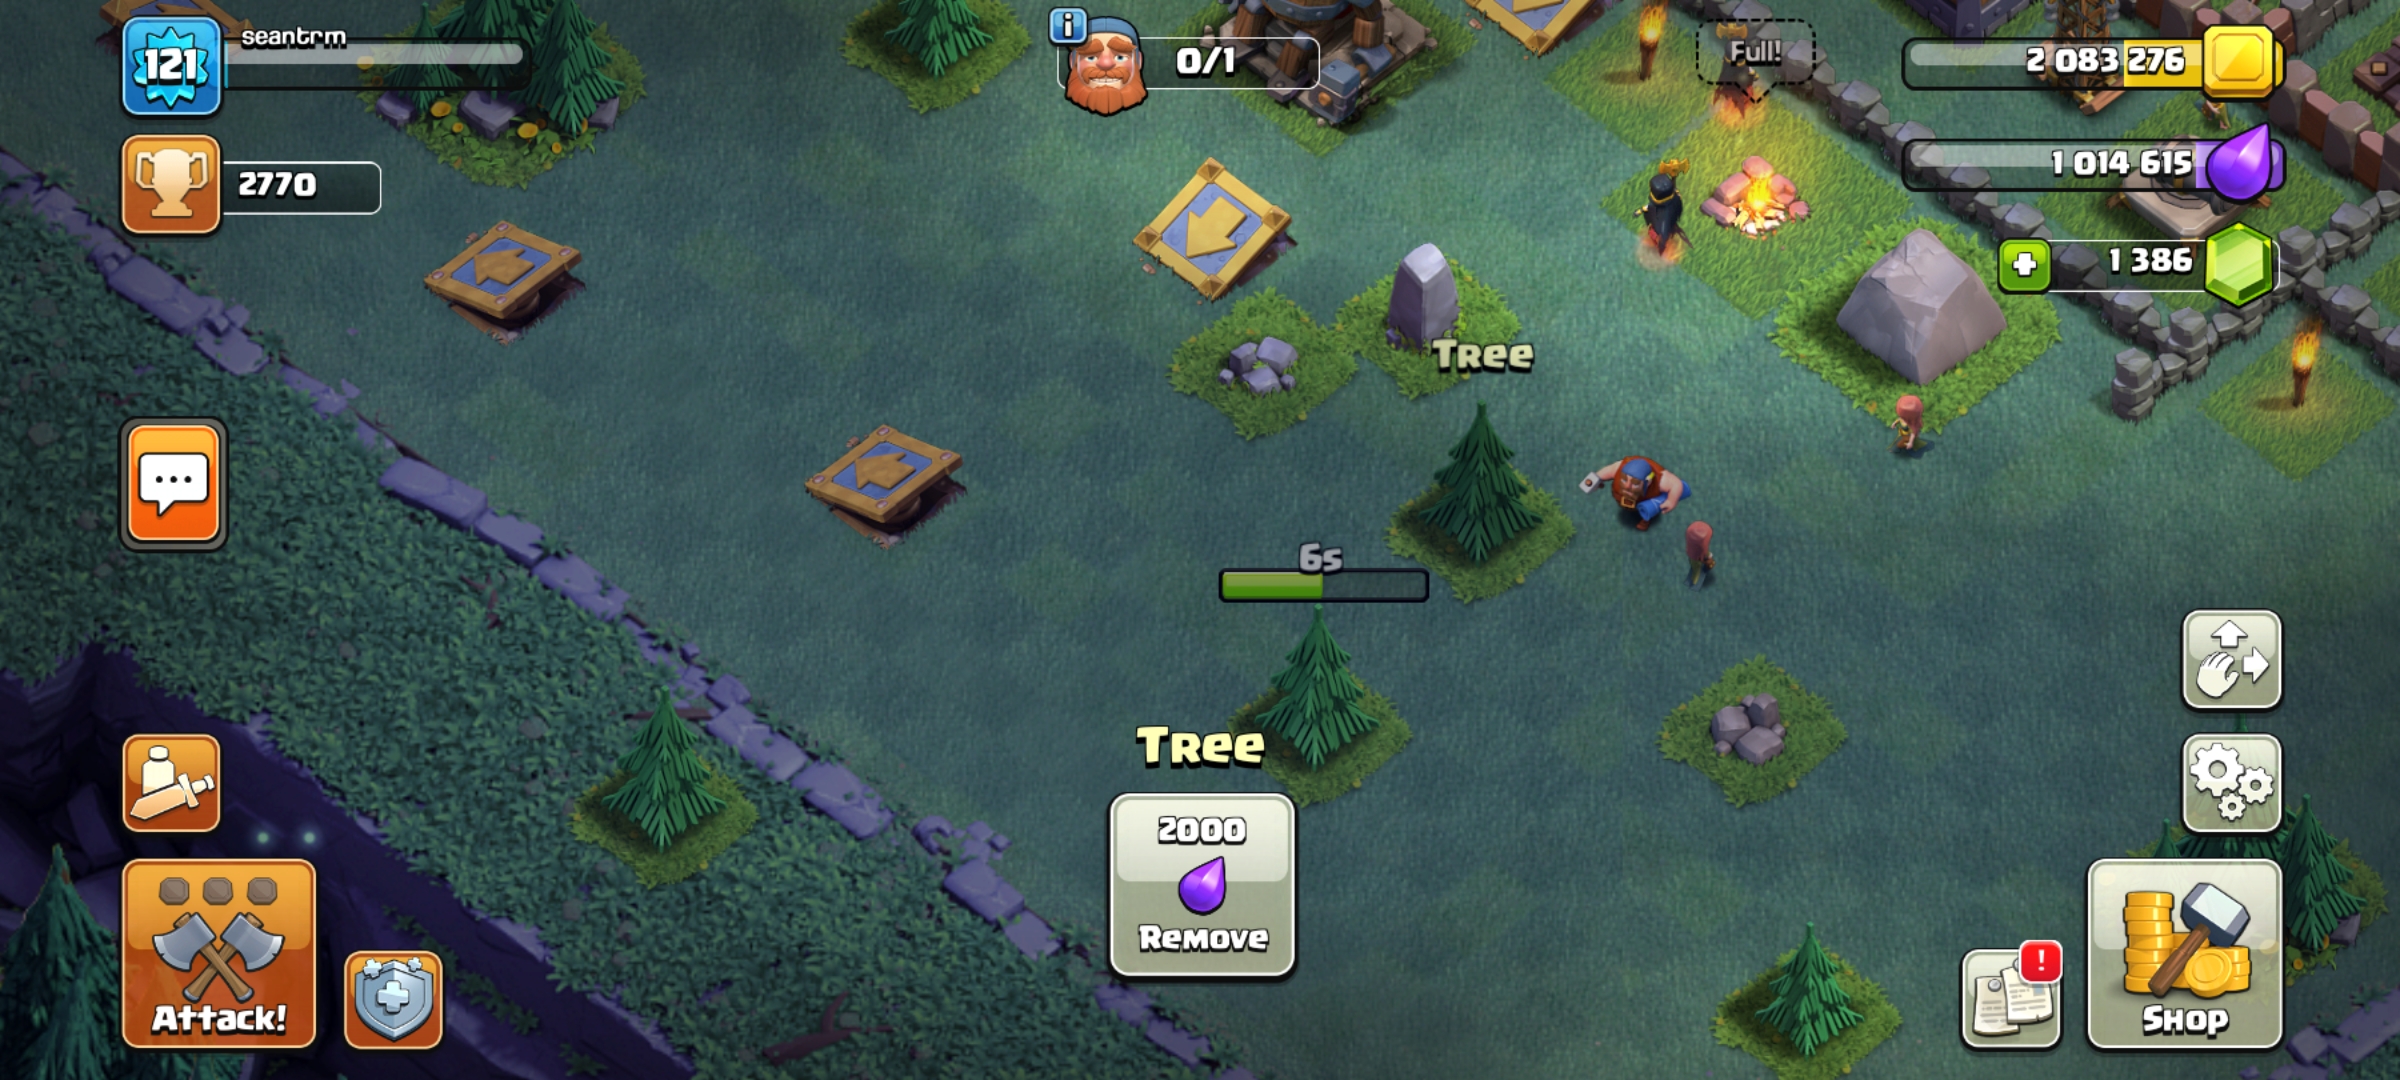 121
seantrm
0/1
Full!
2 083 276
2770
1 014 615
1 386
Tree
6s
Tree
2000
Remove
Attack!
!
Shop